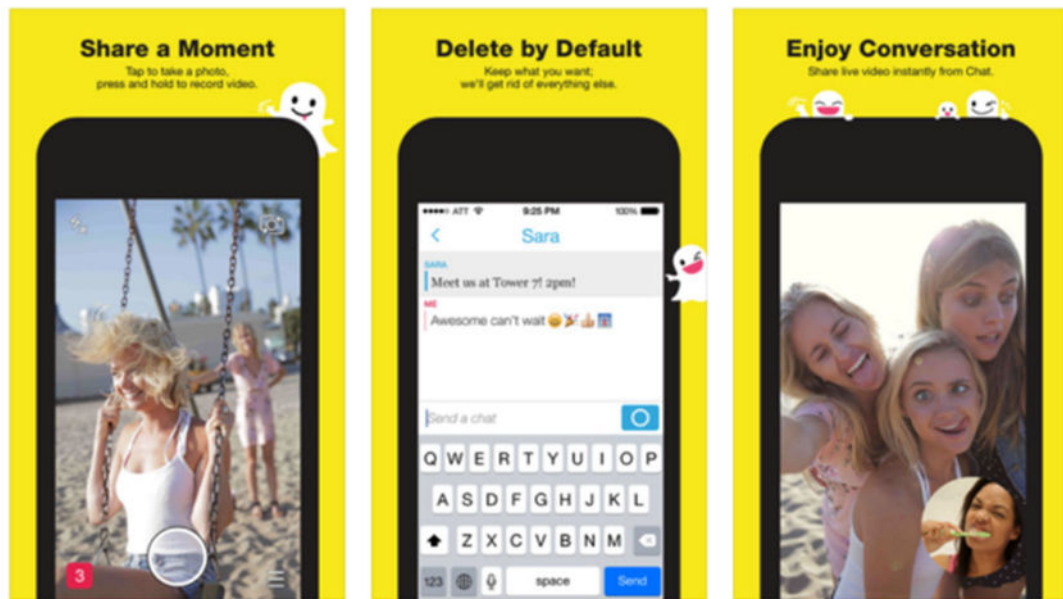 Share a Moment
Tap to take a photo,
press and hold to record video.
3
Delete by Default
Keep what you want;
we'll get rid of everything else.
ATT 9:25 PM 100%
Sara
SARA
Meet us at Tower 7! 2pm!
ME
Awesome can't wait
Send a chat
Q W E R T Y U I O P
A S D F G H J K L
Z X C V B N M
123 space Send
Enjoy Conversation
Share live video instantly from Chat.